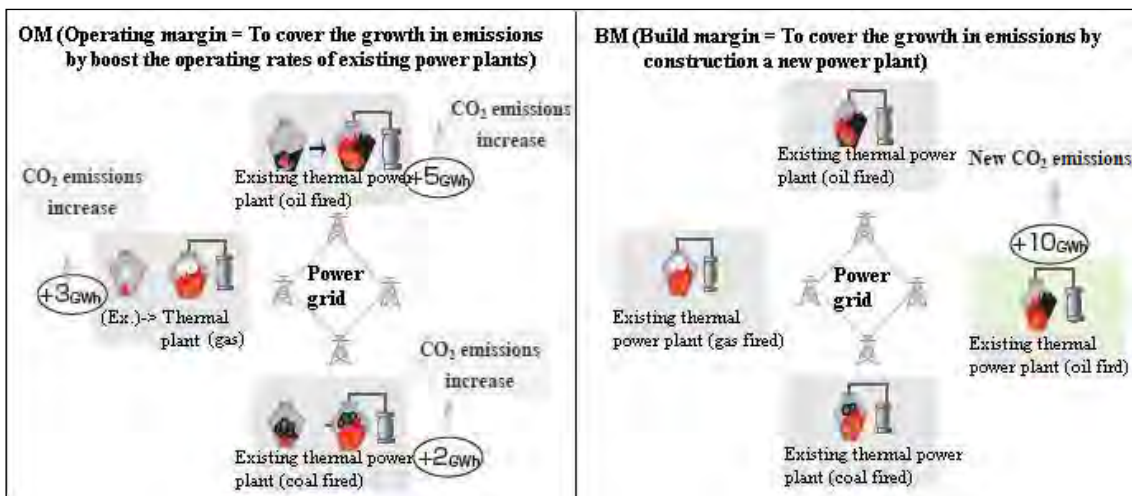 OM (Operating margin = To cover the growth in emissions
by boost the operating rates of existing power plants)
CO₂ emissions
increase
Existing thermal power
plant (oil fired)
+5GWh
CO₂ emissions
increase
+3GWh
(Ex.)-> Thermal
plant (gas)
Power
grid
CO₂ emissions
increase
Existing thermal power
plant (coal fired)
+2GWh
BM (Build margin = To cover the growth in emissions by
construction a new power plant)
Existing thermal power
plant (oil fired)
New CO₂ emissions
+10GWh
Existing thermal
power plant (gas fired)
Power
grid
Existing thermal
power plant (oil fird)
Existing thermal power
plant (coal fired)